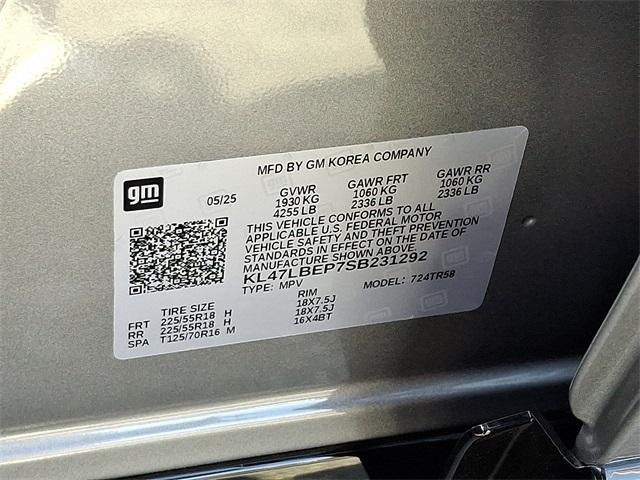 MFD BY GM KOREA COMPANY
gm
05/25 GVWR GAWR FRT GAWR RR
1930 KG 1060 KG 1060 KG
4255 LB 2336 LB 2336 LB
THIS VEHICLE CONFORMS TO ALL
APPLICABLE U.S. FEDERAL MOTOR
VEHICLE SAFETY AND THEFT PREVENTION
STANDARDS IN EFFECT ON THE DATE OF
MANUFACTURE SHOWN ABOVE.
KL47LBEP7SB231292
TYPE: MPV MODEL: 724TR58
TIRE SIZE RIM
FRT 225/55R18 H 18X7.5J
RR 225/55R18 H 18X7.5J
SPA T125/70R16 M 16X4BT